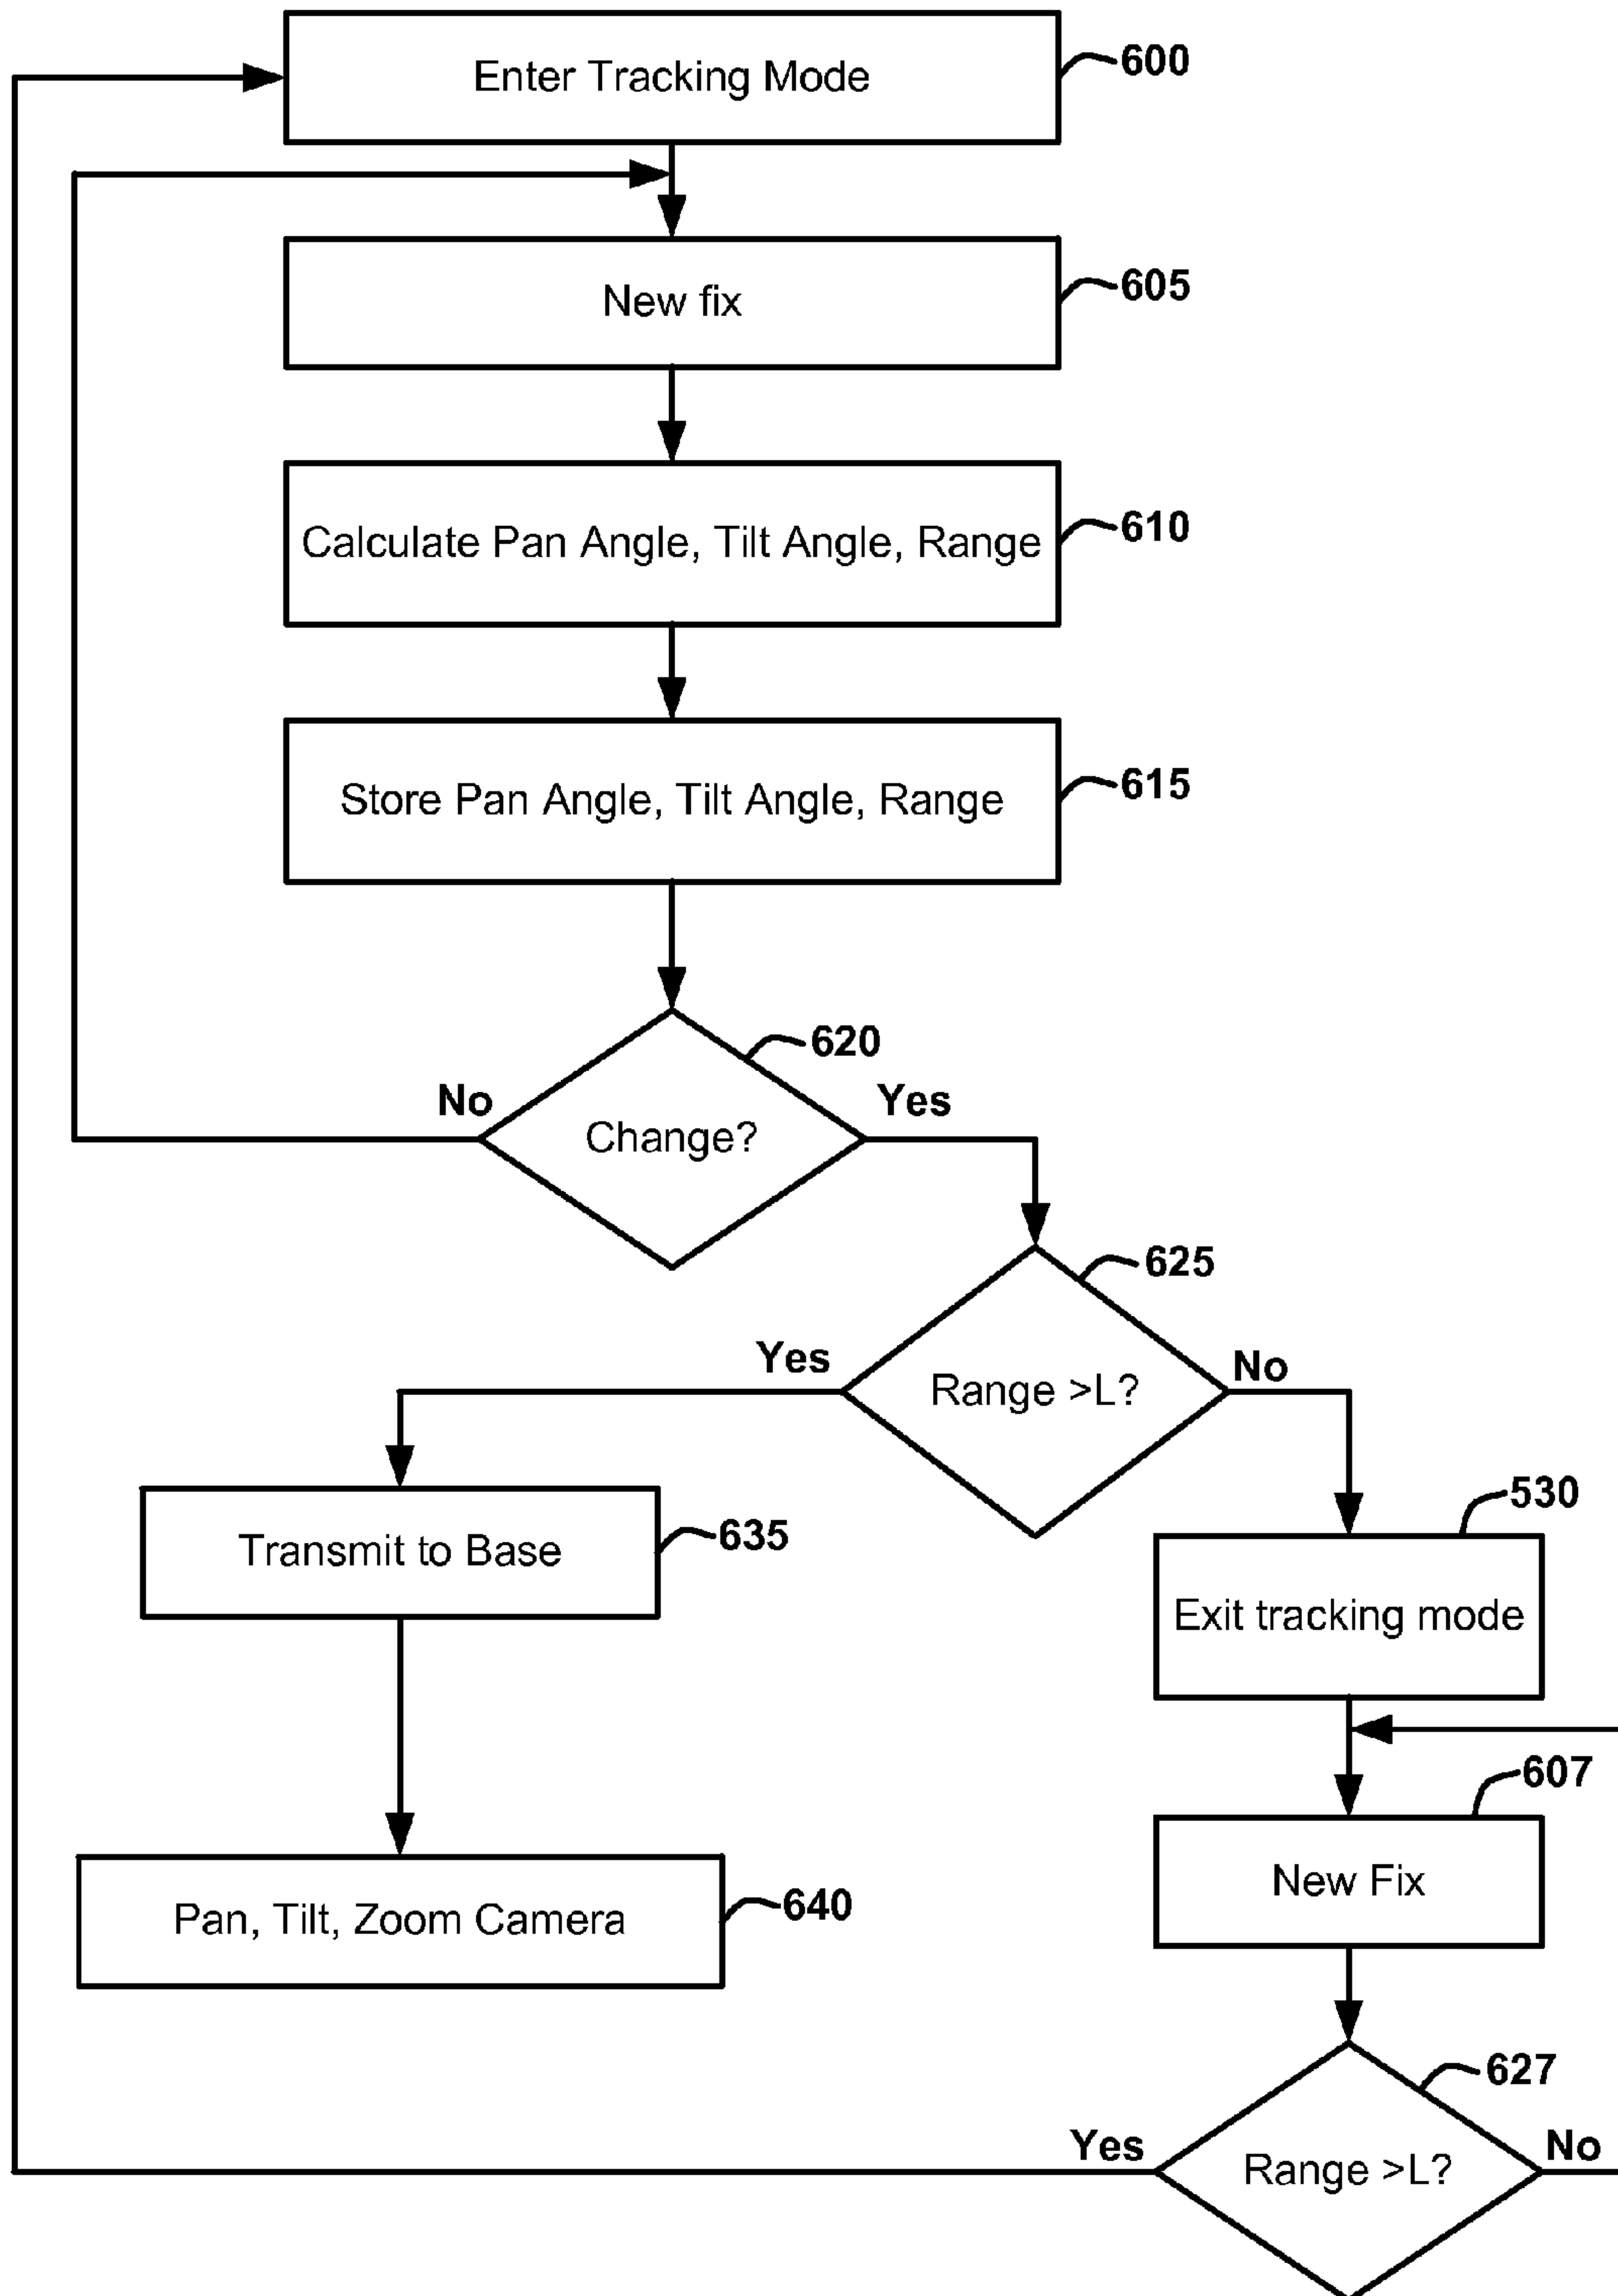 Enter Tracking Mode
600
New fix
605
Calculate Pan Angle, Tilt Angle, Range
610
Store Pan Angle, Tilt Angle, Range
615
620
No
Yes
Change?
625
Yes
No
Range >L?
530
Transmit to Base
635
Exit tracking mode
607
New Fix
Pan, Tilt, Zoom Camera
640
627
Yes
No
Range >L?